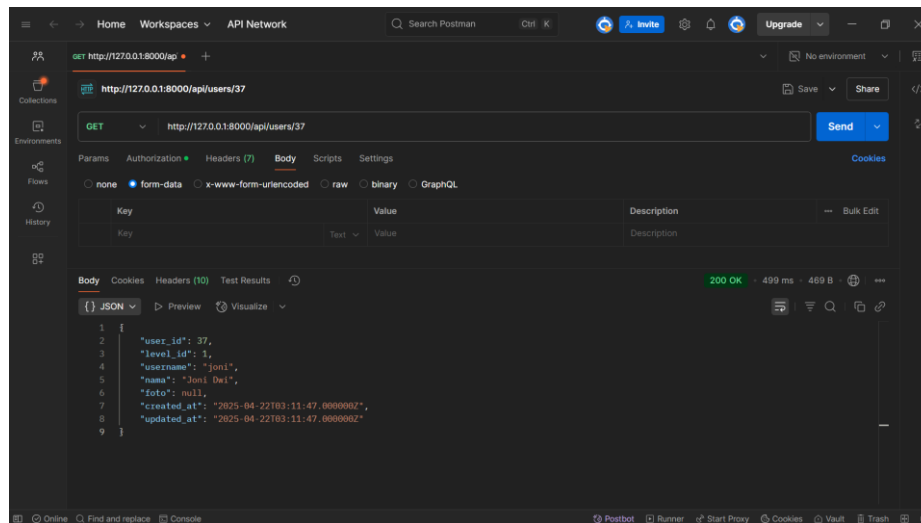 Home Workspaces API Network Search Postman Ctrl K Invite Upgrade
GET http://127.0.0.1:8000/api No environment
http://127.0.0.1:8000/api/users/37 Save Share
Collections
Environments
Flows
History
GET http://127.0.0.1:8000/api/users/37 Send
Params Authorization Headers (7) Body Scripts Settings Cookies
none form-data x-www-form-urlencoded raw binary GraphQL
Key Value Description Bulk Edit
Key Text Value Description
Body Cookies Headers (10) Test Results 200 OK 499 ms 469 B
{} JSON Preview Visualize
1 {
2 "user_id": 37,
3 "level_id": 1,
4 "username": "joni",
5 "nama": "Joni Dwi",
6 "foto": null,
7 "created_at": "2025-04-22T03:11:47.000000Z",
8 "updated_at": "2025-04-22T03:11:47.000000Z"
9 }
Online Find and replace Console Postbot Runner Start Proxy Cookies Vault Trash